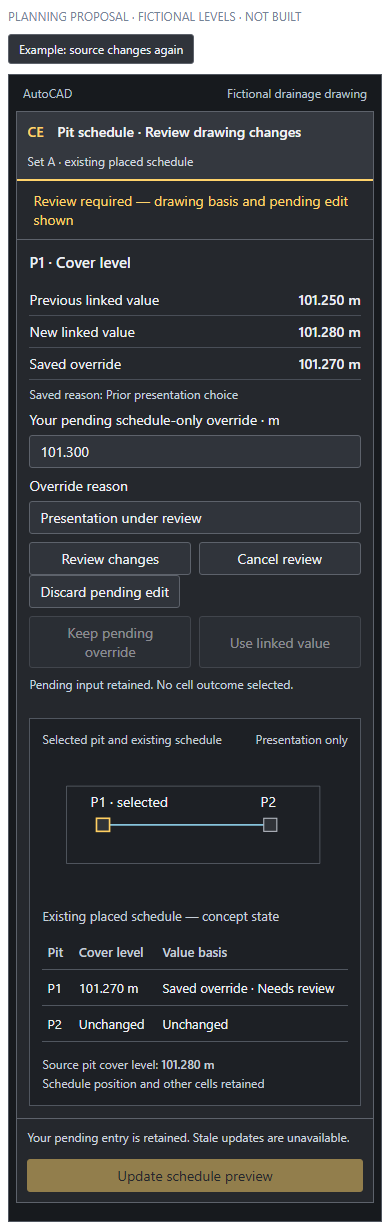 PLANNING PROPOSAL · FICTIONAL LEVELS · NOT BUILT
Example: source changes again
AutoCAD Fictional drainage drawing
CE Pit schedule · Review drawing changes
Set A · existing placed schedule
Review required — drawing basis and pending edit
shown
P1 · Cover level
Previous linked value 101.250 m
New linked value 101.280 m
Saved override 101.270 m
Saved reason: Prior presentation choice
Your pending schedule-only override · m
101.300
Override reason
Presentation under review
Review changes Cancel review
Discard pending edit
Keep pending
override
Use linked value
Pending input retained. No cell outcome selected.
Selected pit and existing schedule Presentation only
P1 · selected P2
Existing placed schedule — concept state
Pit Cover level Value basis
P1 101.270 m Saved override · Needs review
P2 Unchanged Unchanged
Source pit cover level: 101.280 m
Schedule position and other cells retained
Your pending entry is retained. Stale updates are unavailable.
Update schedule preview